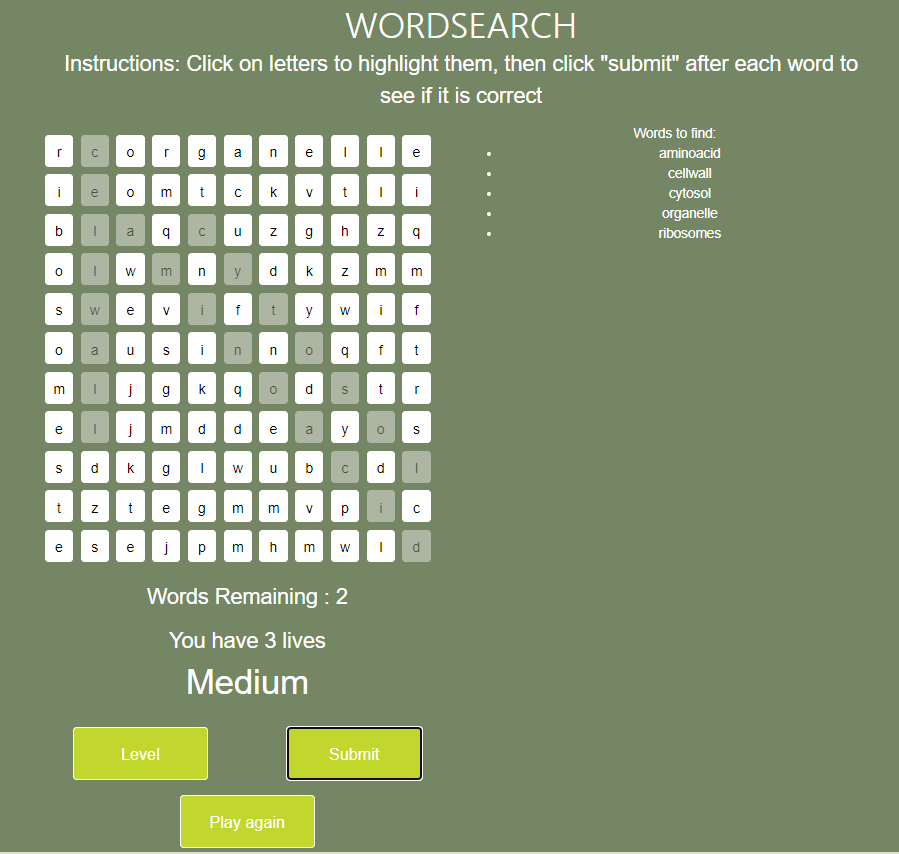 WORDSEARCH
Instructions: Click on letters to highlight them, then click "submit" after each word to
see if it is correct
r c o r g a n e l l e
i e o m t c k v t l i
b l a q c u z g h z q
o l w m n y d k z m m
s w e v i f t y w i f
o a u s i n n o q f t
m l j g k q o d s t r
e l j m d d e a y o s
s d k g l w u b c d l
t z t e g m m v p i c
e s e j p m h m w l d
Words Remaining : 2
You have 3 lives
Medium
Level
Submit
Play again
Words to find:
aminoacid
cellwall
cytosol
organelle
ribosomes